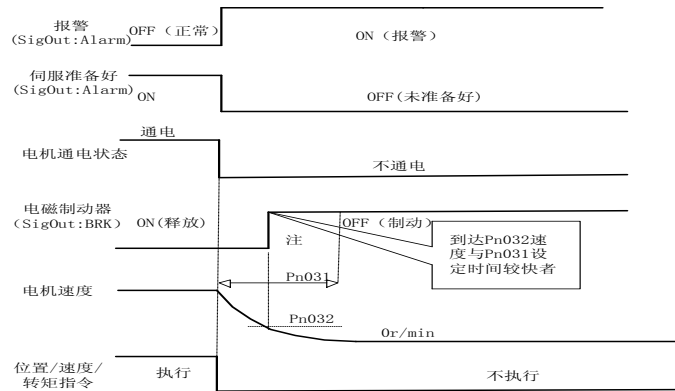 报警
(SigOut:Alarm)
OFF（正常）
ON（报警）
伺服准备好
(SigOut:Alarm)
ON
OFF(未准备好)
通电
电机通电状态
不通电
电磁制动器
(SigOut:BRK)
ON(释放)
注
OFF（制动）
到达Pn032速
度与Pn031设
定时间较快者
Pn031
电机速度
Pn032
0r/min
位置/速度/
转矩指令
执行
不执行